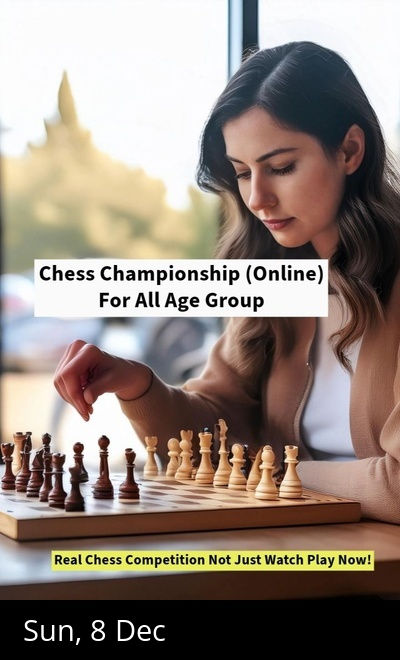 Chess Championship (Online)
For All Age Group
Real Chess Competition Not Just Watch Play Now!
Sun, 8 Dec